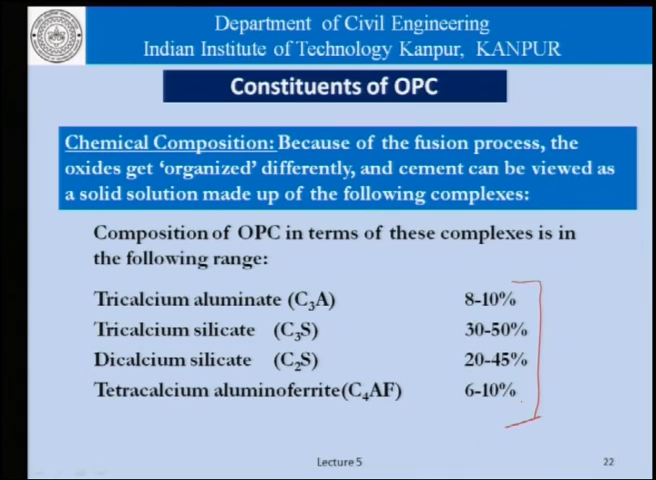 Department of Civil Engineering
Indian Institute of Technology Kanpur, KANPUR
Constituents of OPC
Chemical Composition: Because of the fusion process, the
oxides get ‘organized’ differently, and cement can be viewed as
a solid solution made up of the following complexes:
Composition of OPC in terms of these complexes is in
the following range:
Tricalcium aluminate (C₃A) 8-10%
Tricalcium silicate (C₃S) 30-50%
Dicalcium silicate (C₂S) 20-45%
Tetracalcium aluminoferrite(C₄AF) 6-10%
Lecture 5 22